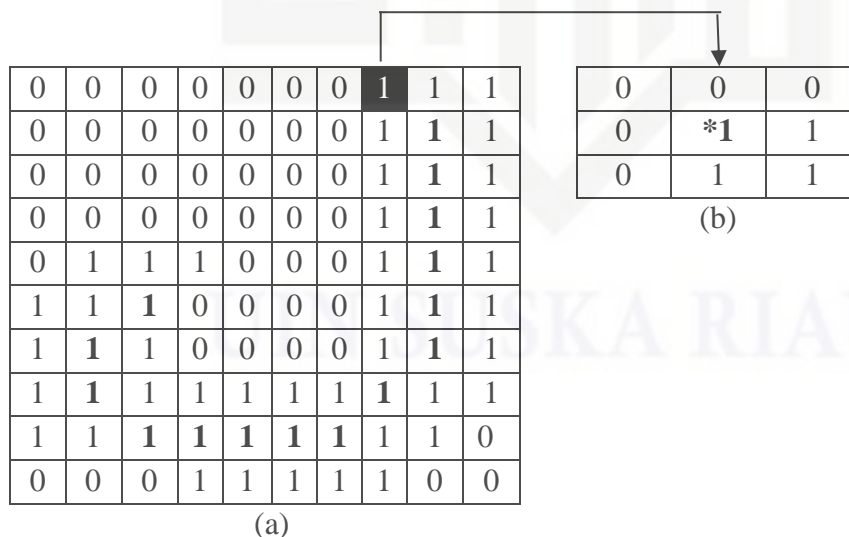 0 0 0 0 0 0 0 1 1 1
0 0 0 0 0 0 0 1 1 1
0 0 0 0 0 0 0 1 1 1
0 0 0 0 0 0 0 1 1 1
0 1 1 1 0 0 0 1 1 1
1 1 1 0 0 0 0 1 1 1
1 1 1 0 0 0 0 1 1 1
1 1 1 1 1 1 1 1 1 1
1 1 1 1 1 1 1 1 1 0
0 0 0 1 1 1 1 1 0 0
(a)
0 0 0
0 *1 1
0 1 1
(b)
UIN SUSKA RIA